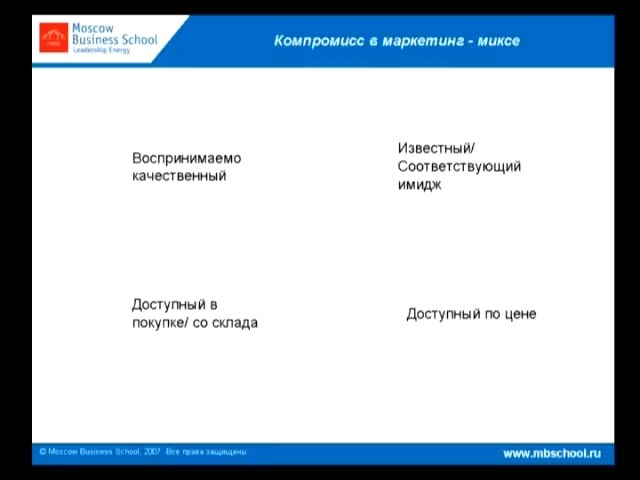 Moscow
Business School
Leadership Energy
Компромисс в маркетинг - миксе
Воспринимаемо
качественный
Известный/
Соответствующий
имидж
Доступный в
покупке/ со склада
Доступный по цене
© Moscow Business School, 2007 Все права защищены
www.mbschool.ru